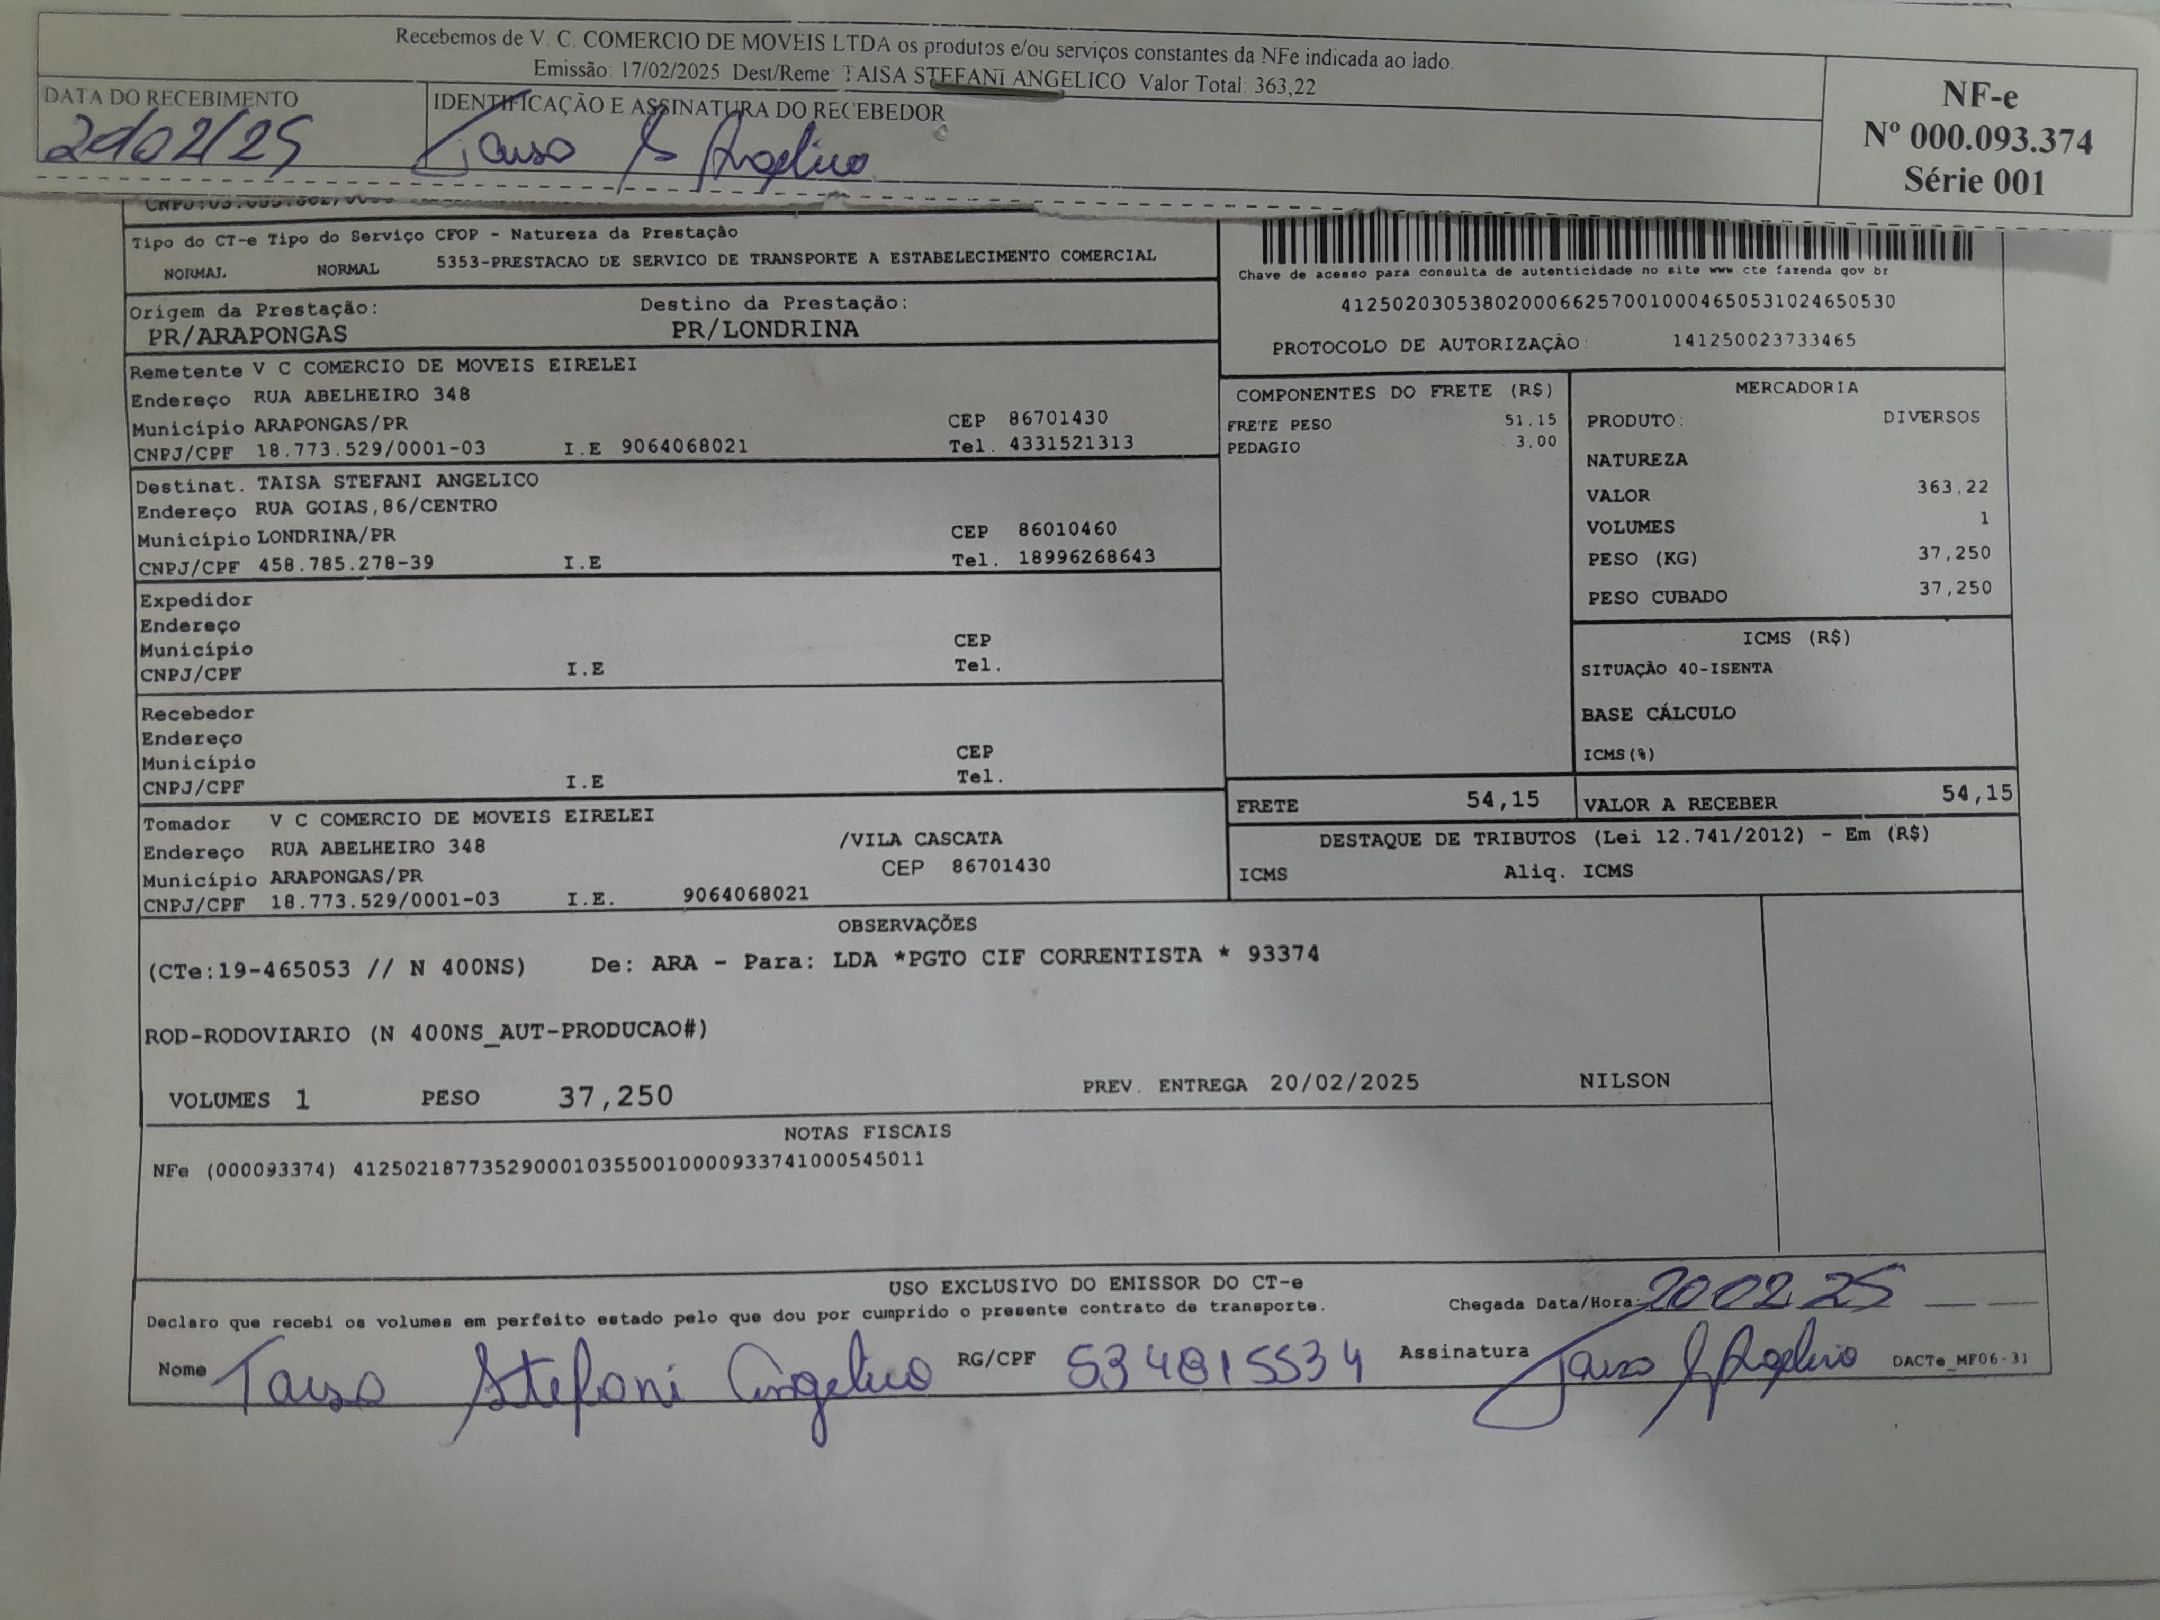 Recebemos de V. C. COMERCIO DE MOVEIS LTDA os produtos e/ou serviços constantes da NFe indicada ao lado.
Emissão: 17/02/2025 Dest/Reme: TAISA STEFANI ANGELICO Valor Total: 363,22
DATA DO RECEBIMENTO
IDENTIFICAÇÃO E ASSINATURA DO RECEBEDOR
20/02/25 Taisa S Angelico
NF-e
Nº 000.093.374
Série 001
Tipo do CT-e Tipo do Serviço CFOP - Natureza da Prestação
NORMAL NORMAL 5353-PRESTACAO DE SERVICO DE TRANSPORTE A ESTABELECIMENTO COMERCIAL
Chave de acesso para consulta de autenticidade no site www.cte.fazenda.gov.br
41250203053802000662570010004650531024650530
PROTOCOLO DE AUTORIZAÇÃO: 141250023733465
Origem da Prestação: Destino da Prestação:
PR/ARAPONGAS PR/LONDRINA
Remetente V C COMERCIO DE MOVEIS EIRELEI
Endereço RUA ABELHEIRO 348
Município ARAPONGAS/PR CEP 86701430
CNPJ/CPF 18.773.529/0001-03 I.E 9064068021 Tel. 4331521313
Destinat. TAISA STEFANI ANGELICO
Endereço RUA GOIAS,86/CENTRO
Município LONDRINA/PR CEP 86010460
CNPJ/CPF 458.785.278-39 I.E Tel. 18996268643
Expedidor
Endereço
Município CEP
CNPJ/CPF I.E Tel.
Recebedor
Endereço
Município CEP
CNPJ/CPF I.E Tel.
Tomador V C COMERCIO DE MOVEIS EIRELEI
Endereço RUA ABELHEIRO 348 /VILA CASCATA
Município ARAPONGAS/PR CEP 86701430
CNPJ/CPF 18.773.529/0001-03 I.E. 9064068021
COMPONENTES DO FRETE (R$)
FRETE PESO 51,15
PEDAGIO 3,00
MERCADORIA
PRODUTO: DIVERSOS
NATUREZA
VALOR 363,22
VOLUMES 1
PESO (KG) 37,250
PESO CUBADO 37,250
ICMS (R$)
SITUAÇÃO 40-ISENTA
BASE CÁLCULO
ICMS(%)
FRETE 54,15 VALOR A RECEBER 54,15
DESTAQUE DE TRIBUTOS (Lei 12.741/2012) - Em (R$)
ICMS Aliq. ICMS
OBSERVAÇÕES
(CTe:19-465053 // N 400NS) De: ARA - Para: LDA *PGTO CIF CORRENTISTA * 93374
ROD-RODOVIARIO (N 400NS_AUT-PRODUCAO#)
VOLUMES 1 PESO 37,250 PREV. ENTREGA 20/02/2025 NILSON
NOTAS FISCAIS
NFe (000093374) 41250218773529000103550010000933741000545011
USO EXCLUSIVO DO EMISSOR DO CT-e
Declaro que recebi os volumes em perfeito estado pelo que dou por cumprido o presente contrato de transporte. Chegada Data/Hora: 20 02 25
Nome Taisa Stefani Angelico RG/CPF 534815534 Assinatura Taisa S Angelico DACTe_MF06-31